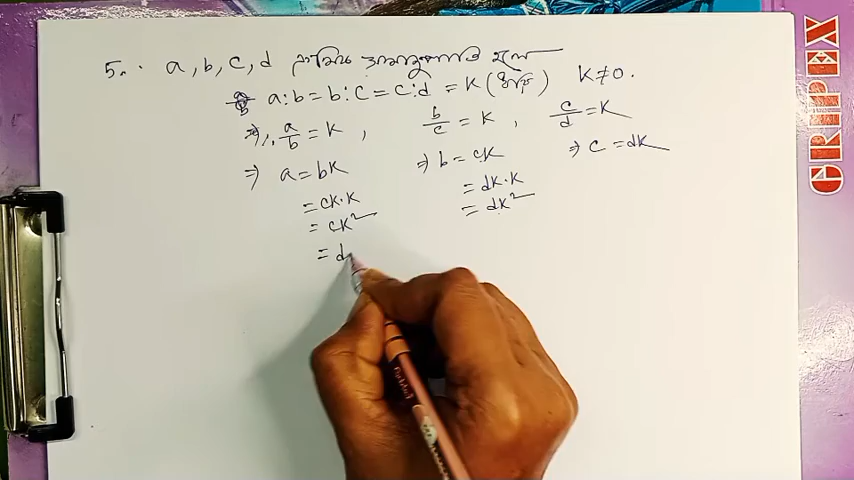 5. a, b, c, d ক্রমিক সমানুপাতি হলে
a:b = b:c = c:d = K (ধরি) K≠0.
⇒ a/b = K, b/c = K, c/d = K
⇒ a = bK ⇒ b = cK ⇒ c = dK
= cK·K = dK·K
= cK² = dK²
= d
GRIPEX